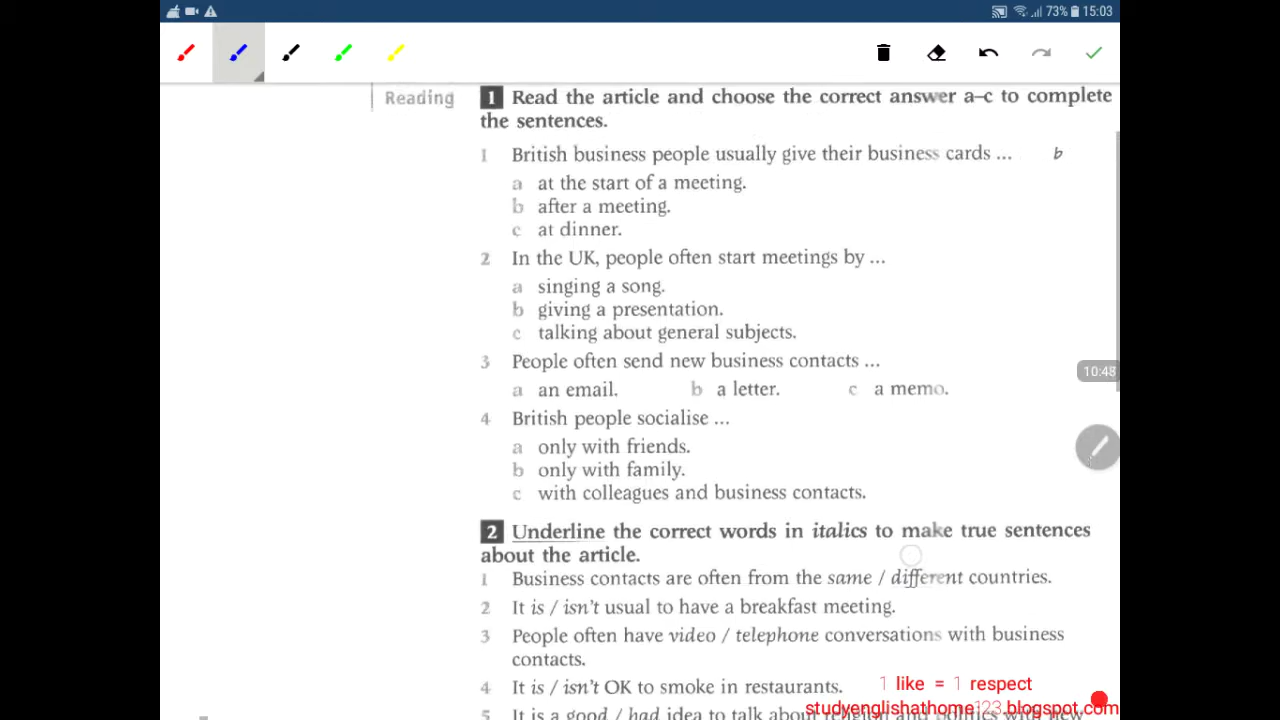 73% 15:03
Reading
1 Read the article and choose the correct answer a–c to complete
the sentences.
1 British business people usually give their business cards ... b
a at the start of a meeting.
b after a meeting.
c at dinner.
2 In the UK, people often start meetings by ...
a singing a song.
b giving a presentation.
c talking about general subjects.
3 People often send new business contacts ...
a an email. b a letter. c a memo.
10:48
4 British people socialise ...
a only with friends.
b only with family.
c with colleagues and business contacts.
2 Underline the correct words in italics to make true sentences
about the article.
1 Business contacts are often from the same / different countries.
2 It is / isn't usual to have a breakfast meeting.
3 People often have video / telephone conversations with business
contacts.
4 It is / isn't OK to smoke in restaurants.
1 like = 1 respect
5 It is a good / bad idea to talk about religion and politics with new
studyenglishathome123.blogspot.com